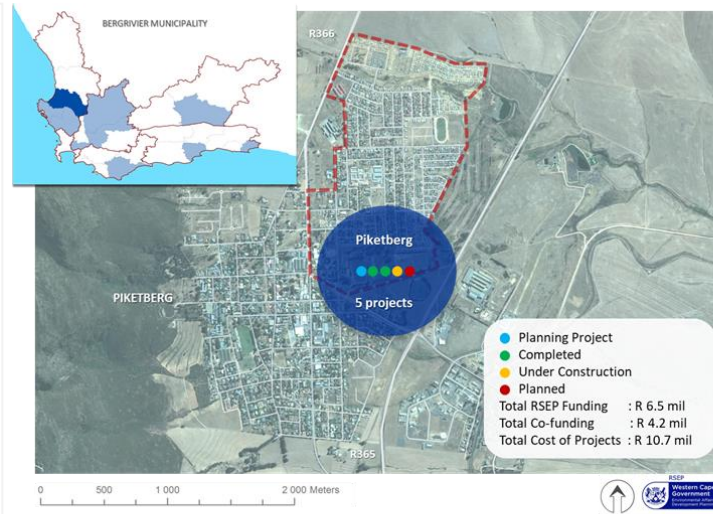 BERGRIVIER MUNICIPALITY
R366
Piketberg
5 projects
PIKETBERG
Planning Project
Completed
Under Construction
Planned
Total RSEP Funding : R 6.5 mil
Total Co-funding : R 4.2 mil
Total Cost of Projects : R 10.7 mil
R365
0 500 1 000 2 000 Meters
RSEP
Western Cape
Government